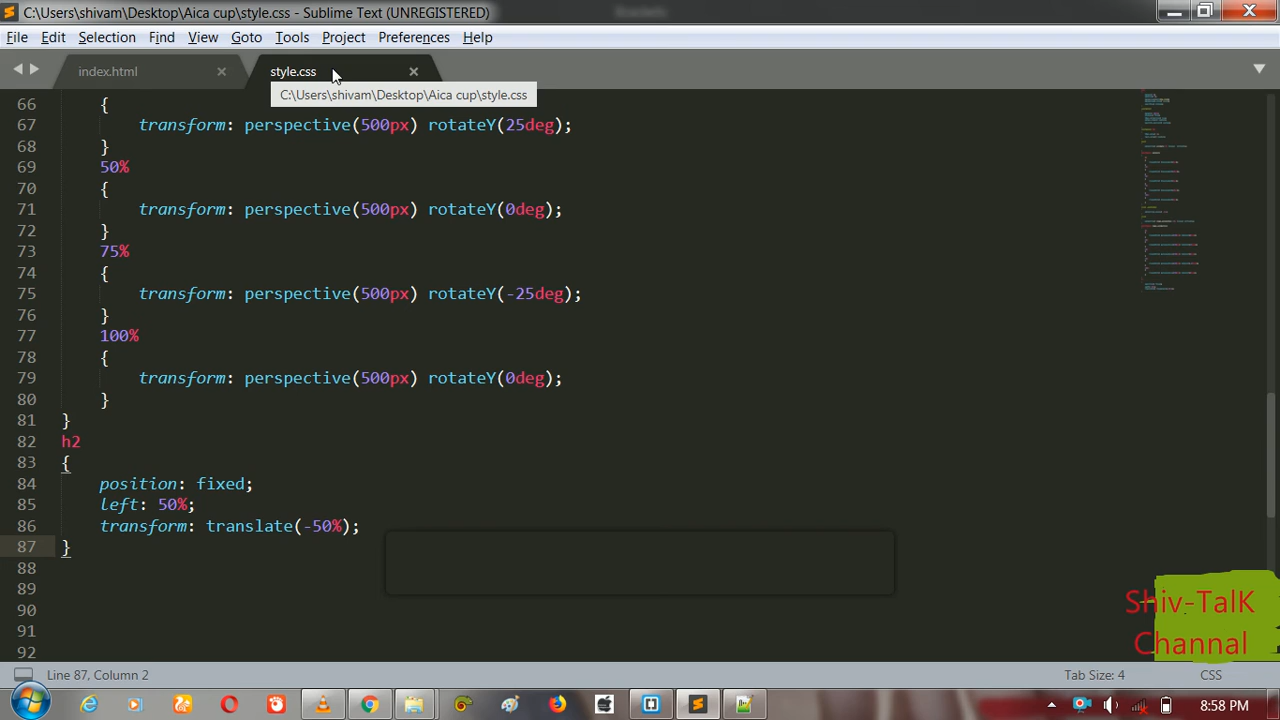 C:\Users\shivam\Desktop\Aica cup\style.css - Sublime Text (UNREGISTERED)
File Edit Selection Find View Goto Tools Project Preferences Help
index.html style.css
C:\Users\shivam\Desktop\Aica cup\style.css
66 {
67 transform: perspective(500px) rotateY(25deg);
68 }
69 50%
70 {
71 transform: perspective(500px) rotateY(0deg);
72 }
73 75%
74 {
75 transform: perspective(500px) rotateY(-25deg);
76 }
77 100%
78 {
79 transform: perspective(500px) rotateY(0deg);
80 }
81 }
82 h2
83 {
84 position: fixed;
85 left: 50%;
86 transform: translate(-50%);
87 }
88
89
90
91
92
Shiv-TalK
Channal
Line 87, Column 2 Tab Size: 4 CSS
8:58 PM